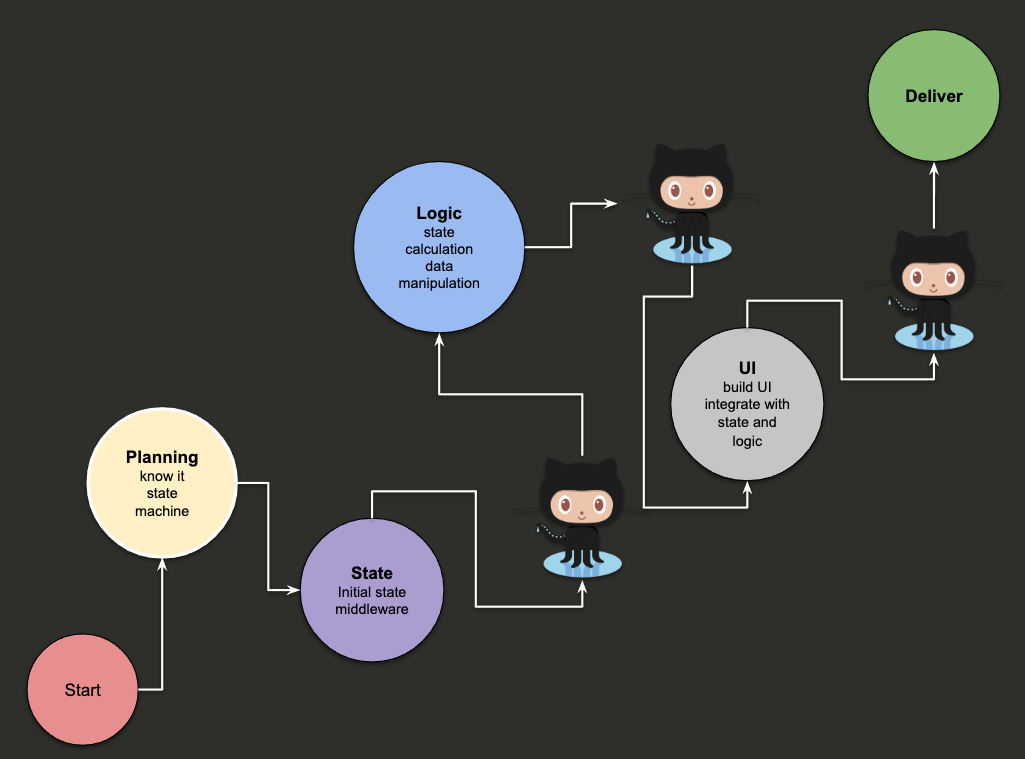 Start
Planning
know it
state
machine
State
Initial state
middleware
Logic
state
calculation
data
manipulation
UI
build UI
integrate with
state and
logic
Deliver